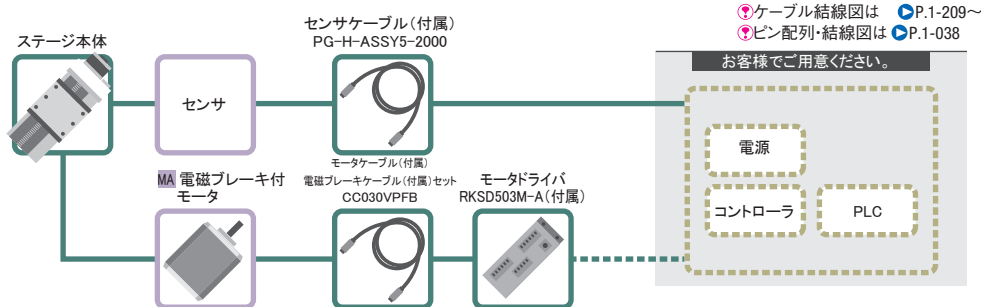 ?ケーブル結線図は ▶P.1-209～
?ピン配列・結線図は ▶P.1-038
お客様でご用意ください。
ステージ本体
センサ
センサケーブル（付属）
PG-H-ASSY5-2000
電源
コントローラ
PLC
MA 電磁ブレーキ付
モータ
モータケーブル（付属）
電磁ブレーキケーブル（付属）セット
CC030VPFB
モータドライバ
RKSD503M-A（付属）